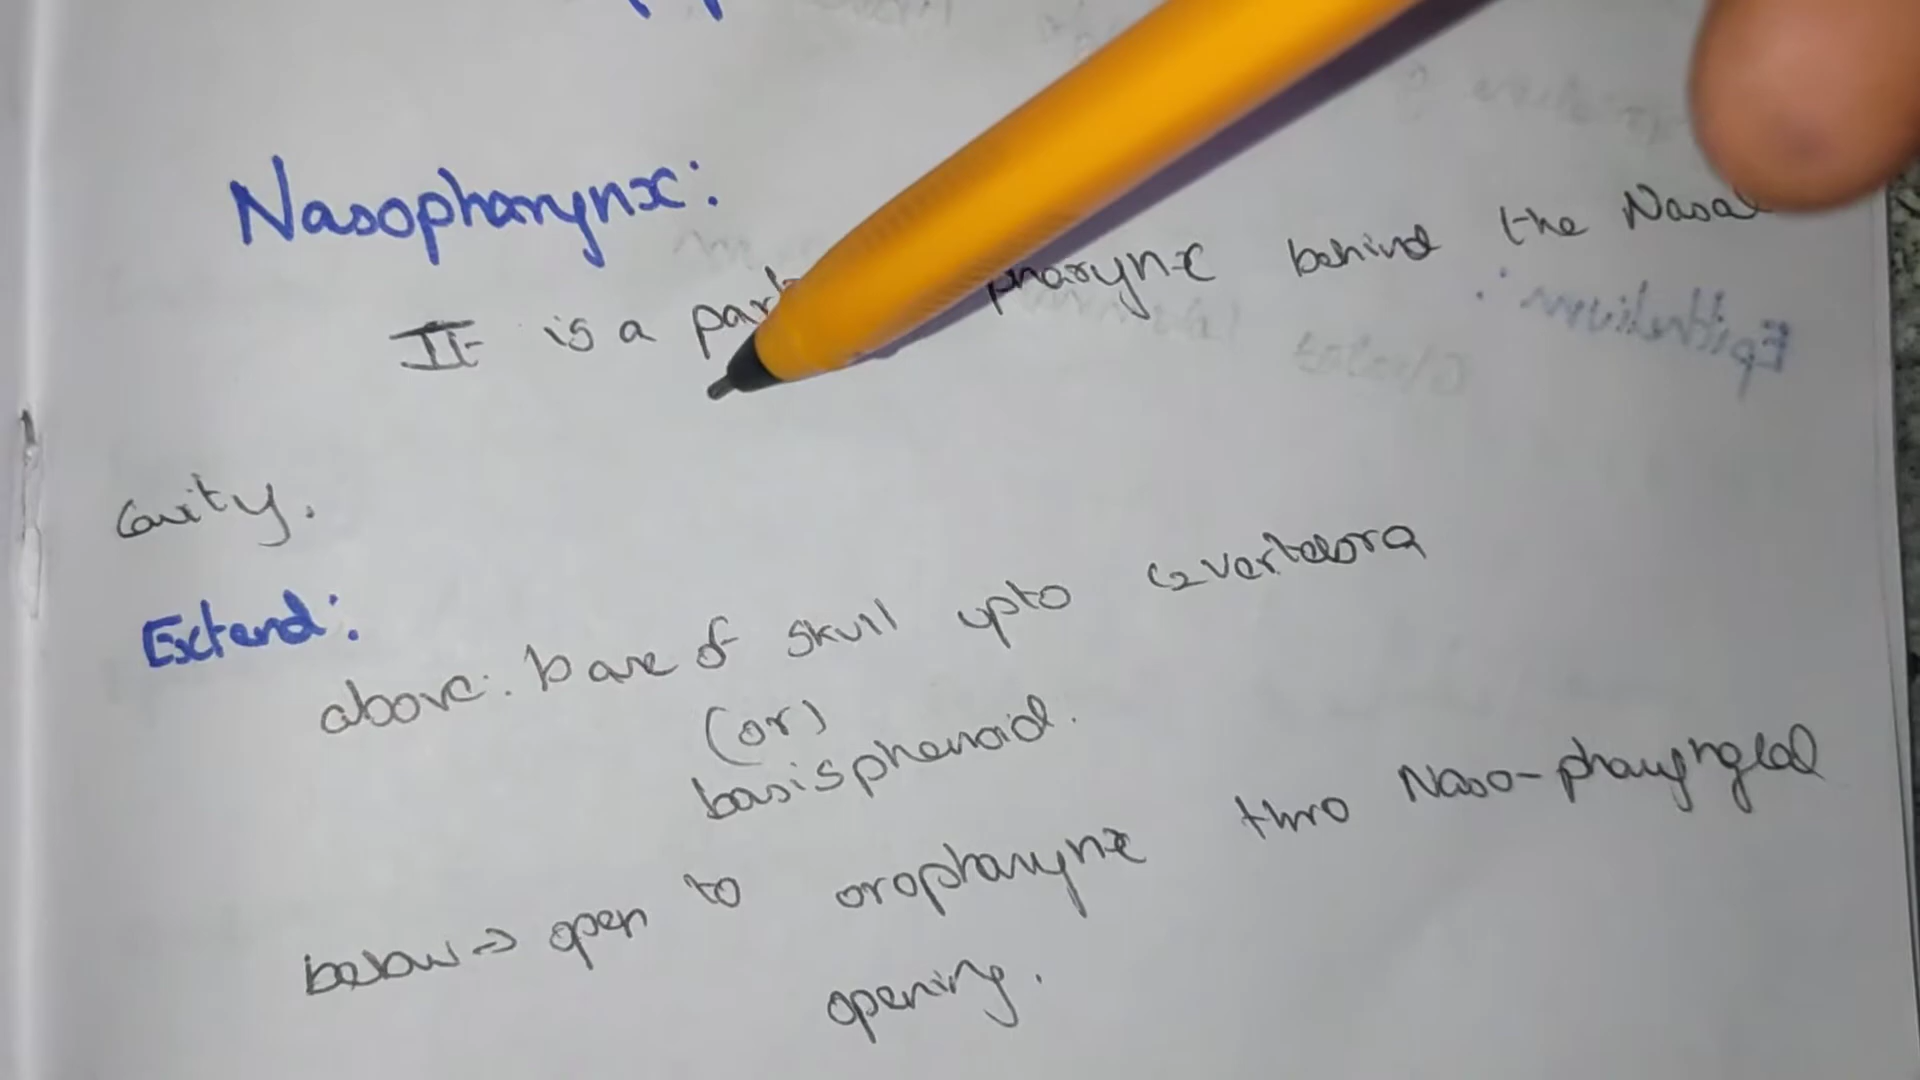 Nasopharynx:
It is a part pharynx behind the Nasal
Cavity.
Extend:
above: base of skull upto C2 vertebra
(or)
basisphenoid.
below → open to oropharynx thro Naso-pharyngeal
opening.
Epithelium: